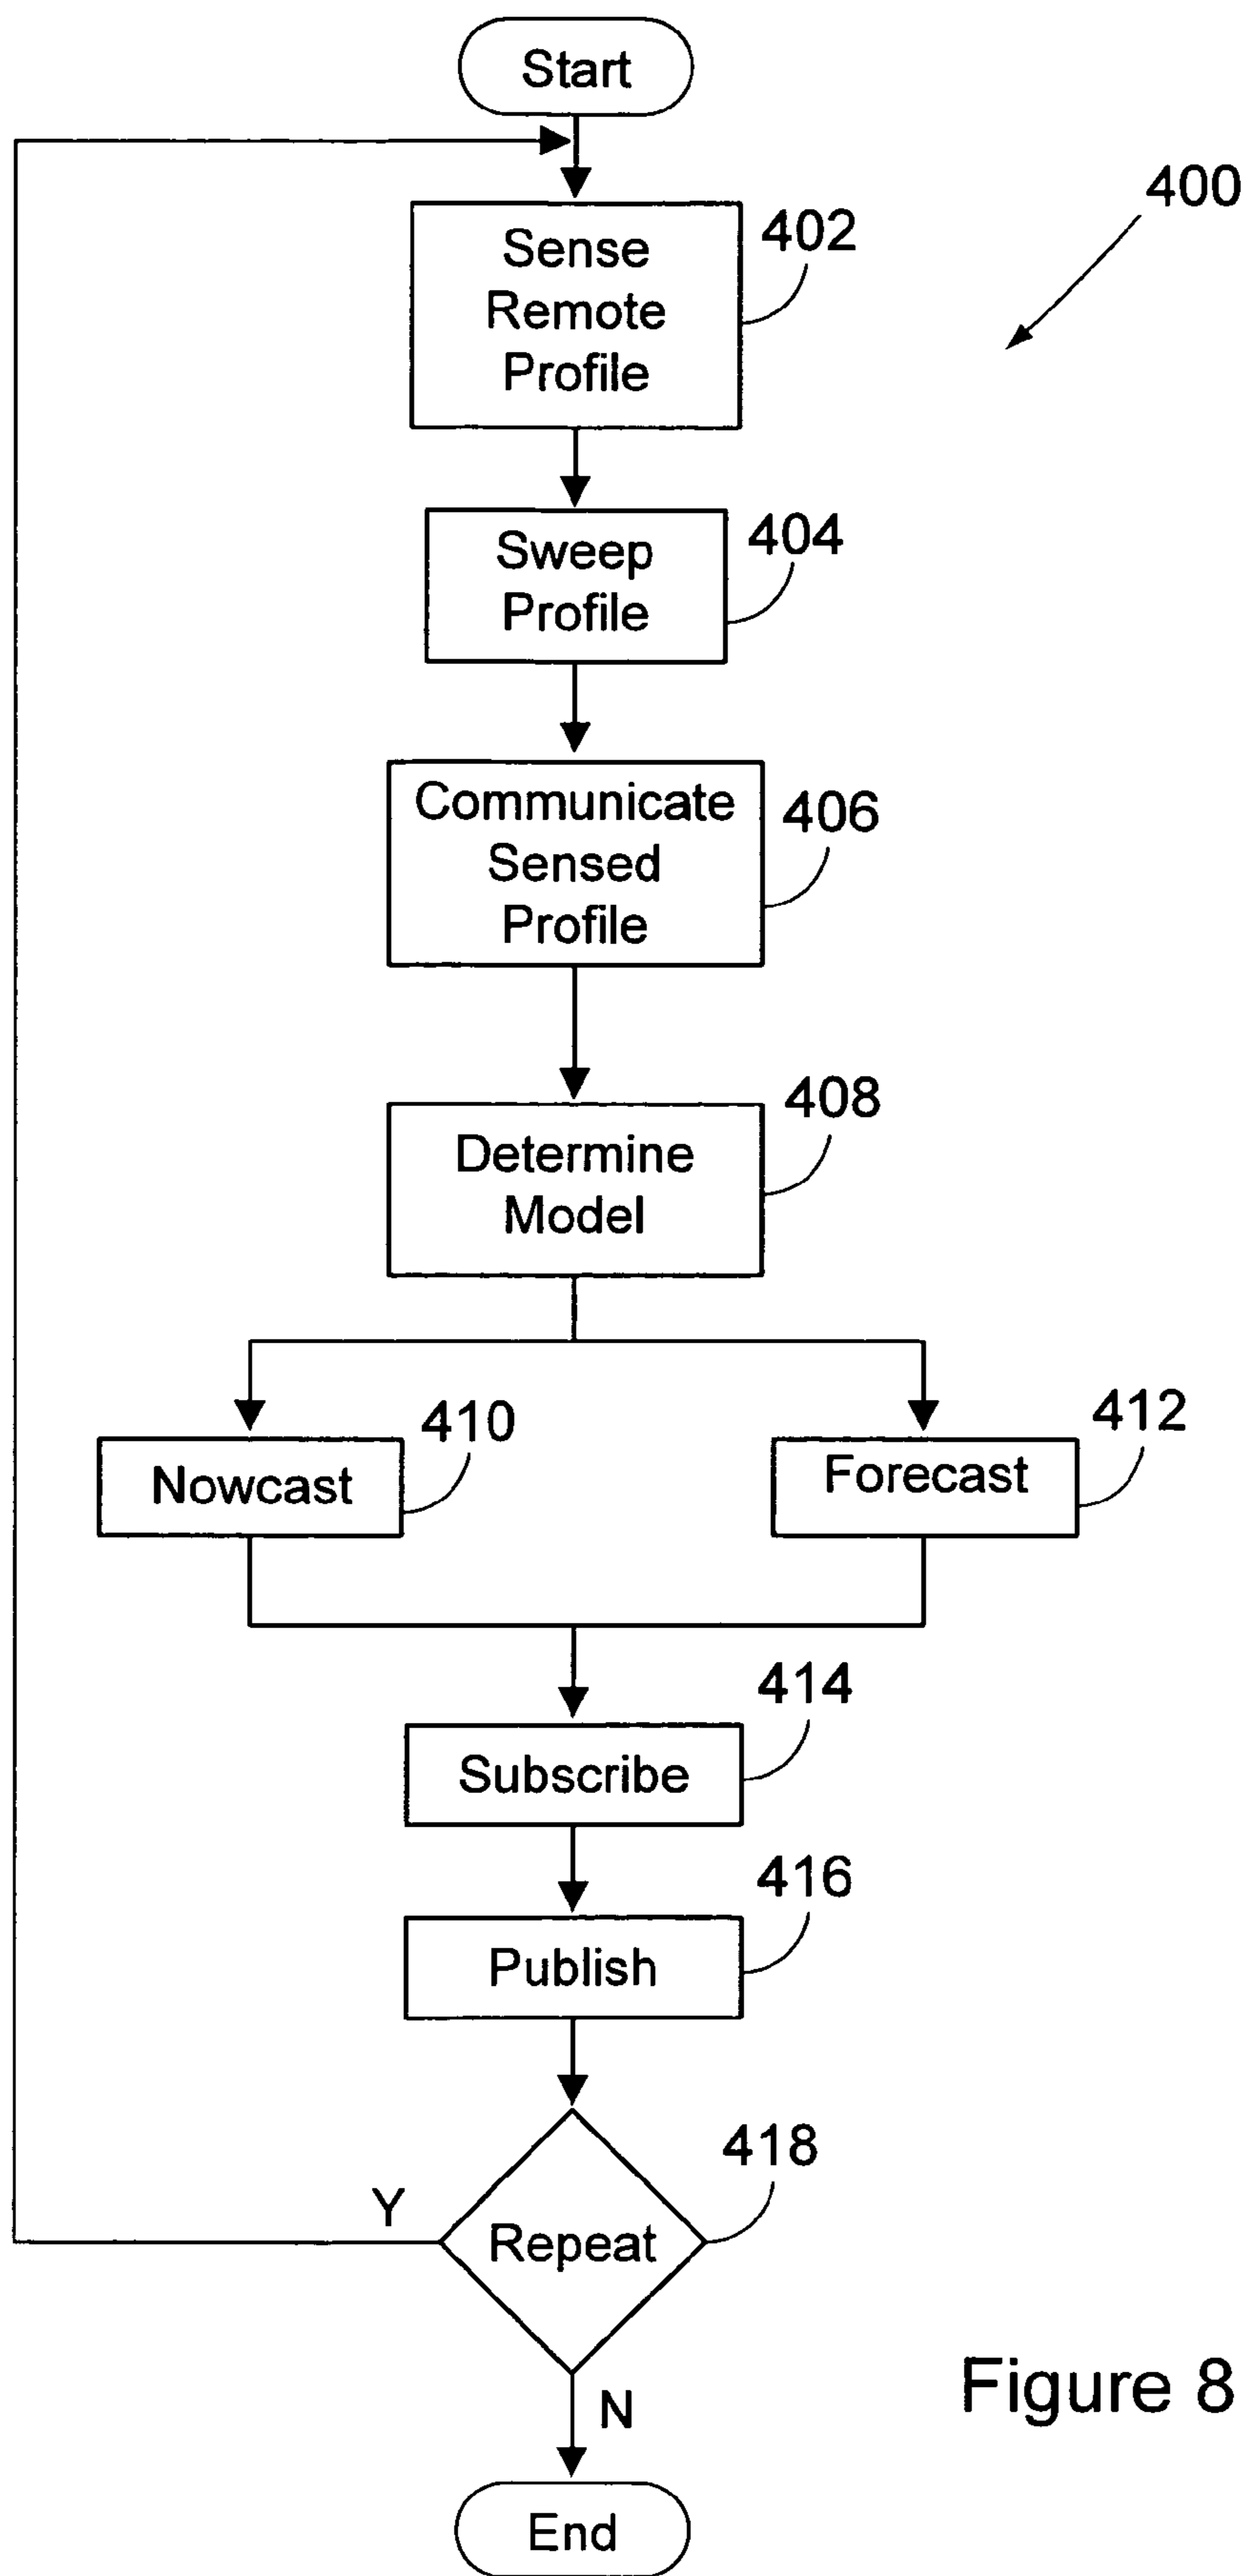 Start
400
Sense
Remote
Profile
402
Sweep
Profile
404
Communicate
Sensed
Profile
406
Determine
Model
408
Nowcast
410
Forecast
412
Subscribe
414
Publish
416
Repeat
418
Y
N
End
Figure 8